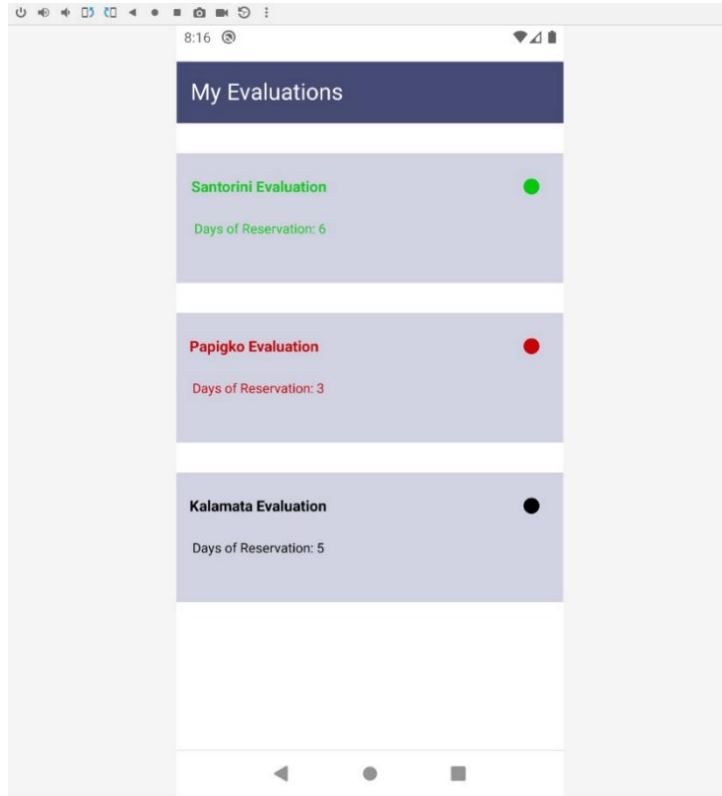 8:16
My Evaluations
Santorini Evaluation
Days of Reservation: 6
Papigko Evaluation
Days of Reservation: 3
Kalamata Evaluation
Days of Reservation: 5